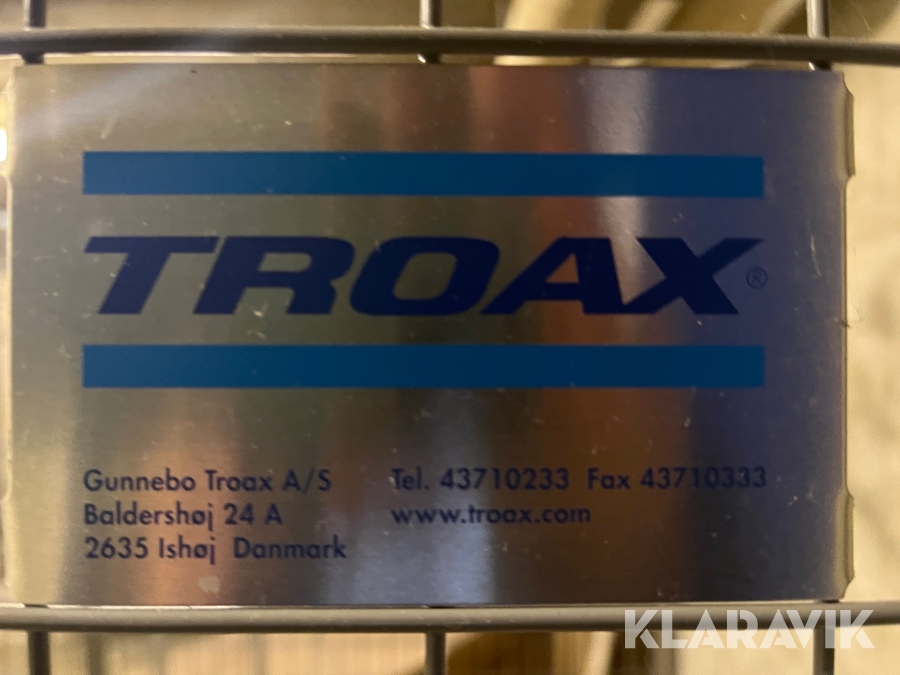 TROAX®
Gunnebo Troax A/S
Baldershøj 24 A
2635 Ishøj Danmark
Tel. 43710233 Fax 43710333
www.troax.com
KLARAVIK